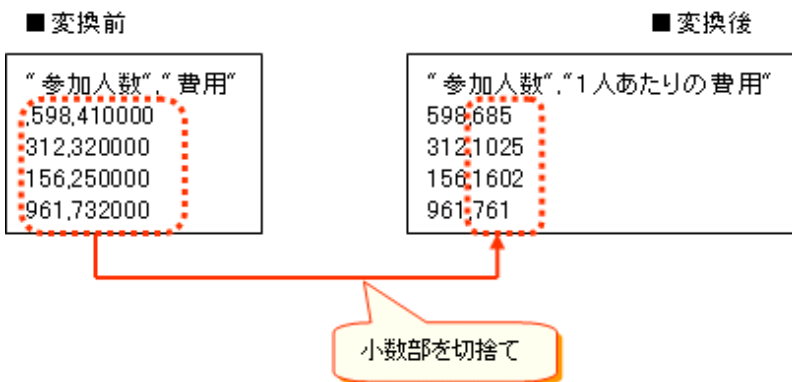 ■変換前
"参加人数","費用"
,598,410000
312,320000
156,250000
961,732000
■変換後
"参加人数","1人あたりの費用"
598,685
312,1025
156,1602
961,761
小数部を切捨て